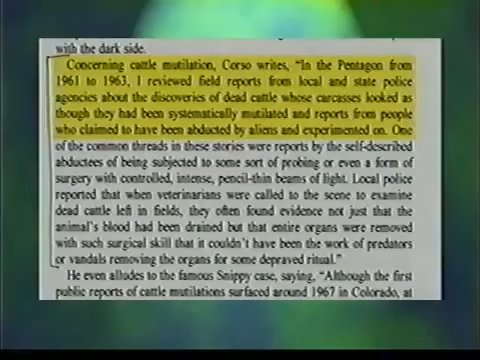 with the dark side.
Concerning cattle mutilation, Corso writes, "In the Pentagon from
1961 to 1963, I reviewed field reports from local and state police
agencies about the discoveries of dead cattle whose carcasses looked as
though they had been systematically mutilated and reports from people
who claimed to have been abducted by aliens and experimented on. One
of the common threads in these stories were reports by the self-described
abductees of being subjected to some sort of probing or even a form of
surgery with controlled, intense, pencil-thin beams of light. Local police
reported that when veterinarians were called to the scene to examine
dead cattle left in fields, they often found evidence not just that the
animal's blood had been drained but that entire organs were removed
with such surgical skill that it couldn't have been the work of predators
or vandals removing the organs for some depraved ritual."
He even alludes to the famous Snippy case, saying, "Although the first
public reports of cattle mutilations surfaced around 1967 in Colorado, at